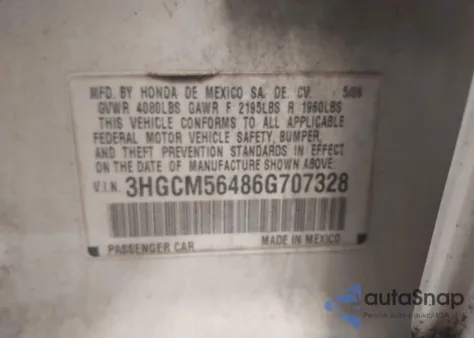 MFD. BY HONDA DE MEXICO SA. DE. CV. 5/06
GVWR 4080LBS GAWR F 2195LBS R 1960LBS
THIS VEHICLE CONFORMS TO ALL APPLICABLE
FEDERAL MOTOR VEHICLE SAFETY, BUMPER,
AND THEFT PREVENTION STANDARDS IN EFFECT
ON THE DATE OF MANUFACTURE SHOWN ABOVE.
V.I.N. 3HGCM56486G707328
PASSENGER CAR MADE IN MEXICO
autaSnap